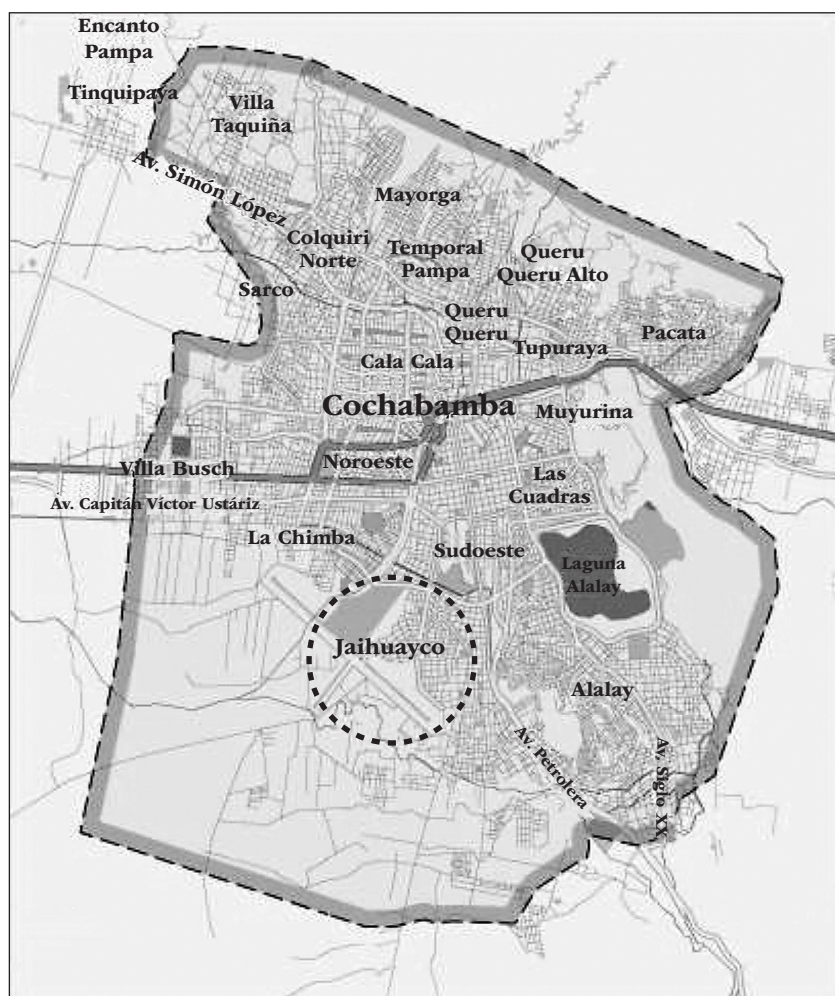 Encanto
Pampa
Tinquipaya
Villa
Taquiña
Av. Simón López
Mayorga
Colquiri
Norte
Temporal
Pampa
Queru
Queru Alto
Sarco
Queru
Queru
Pacata
Tupuraya
Cala Cala
Cochabamba
Muyurina
Noroeste
Villa Busch
Las
Cuadras
Av. Capitán Víctor Ustáriz
La Chimba
Sudoeste
Laguna
Alalay
Jaihuayco
Alalay
Av. Petrolera
Av. Siglo XX